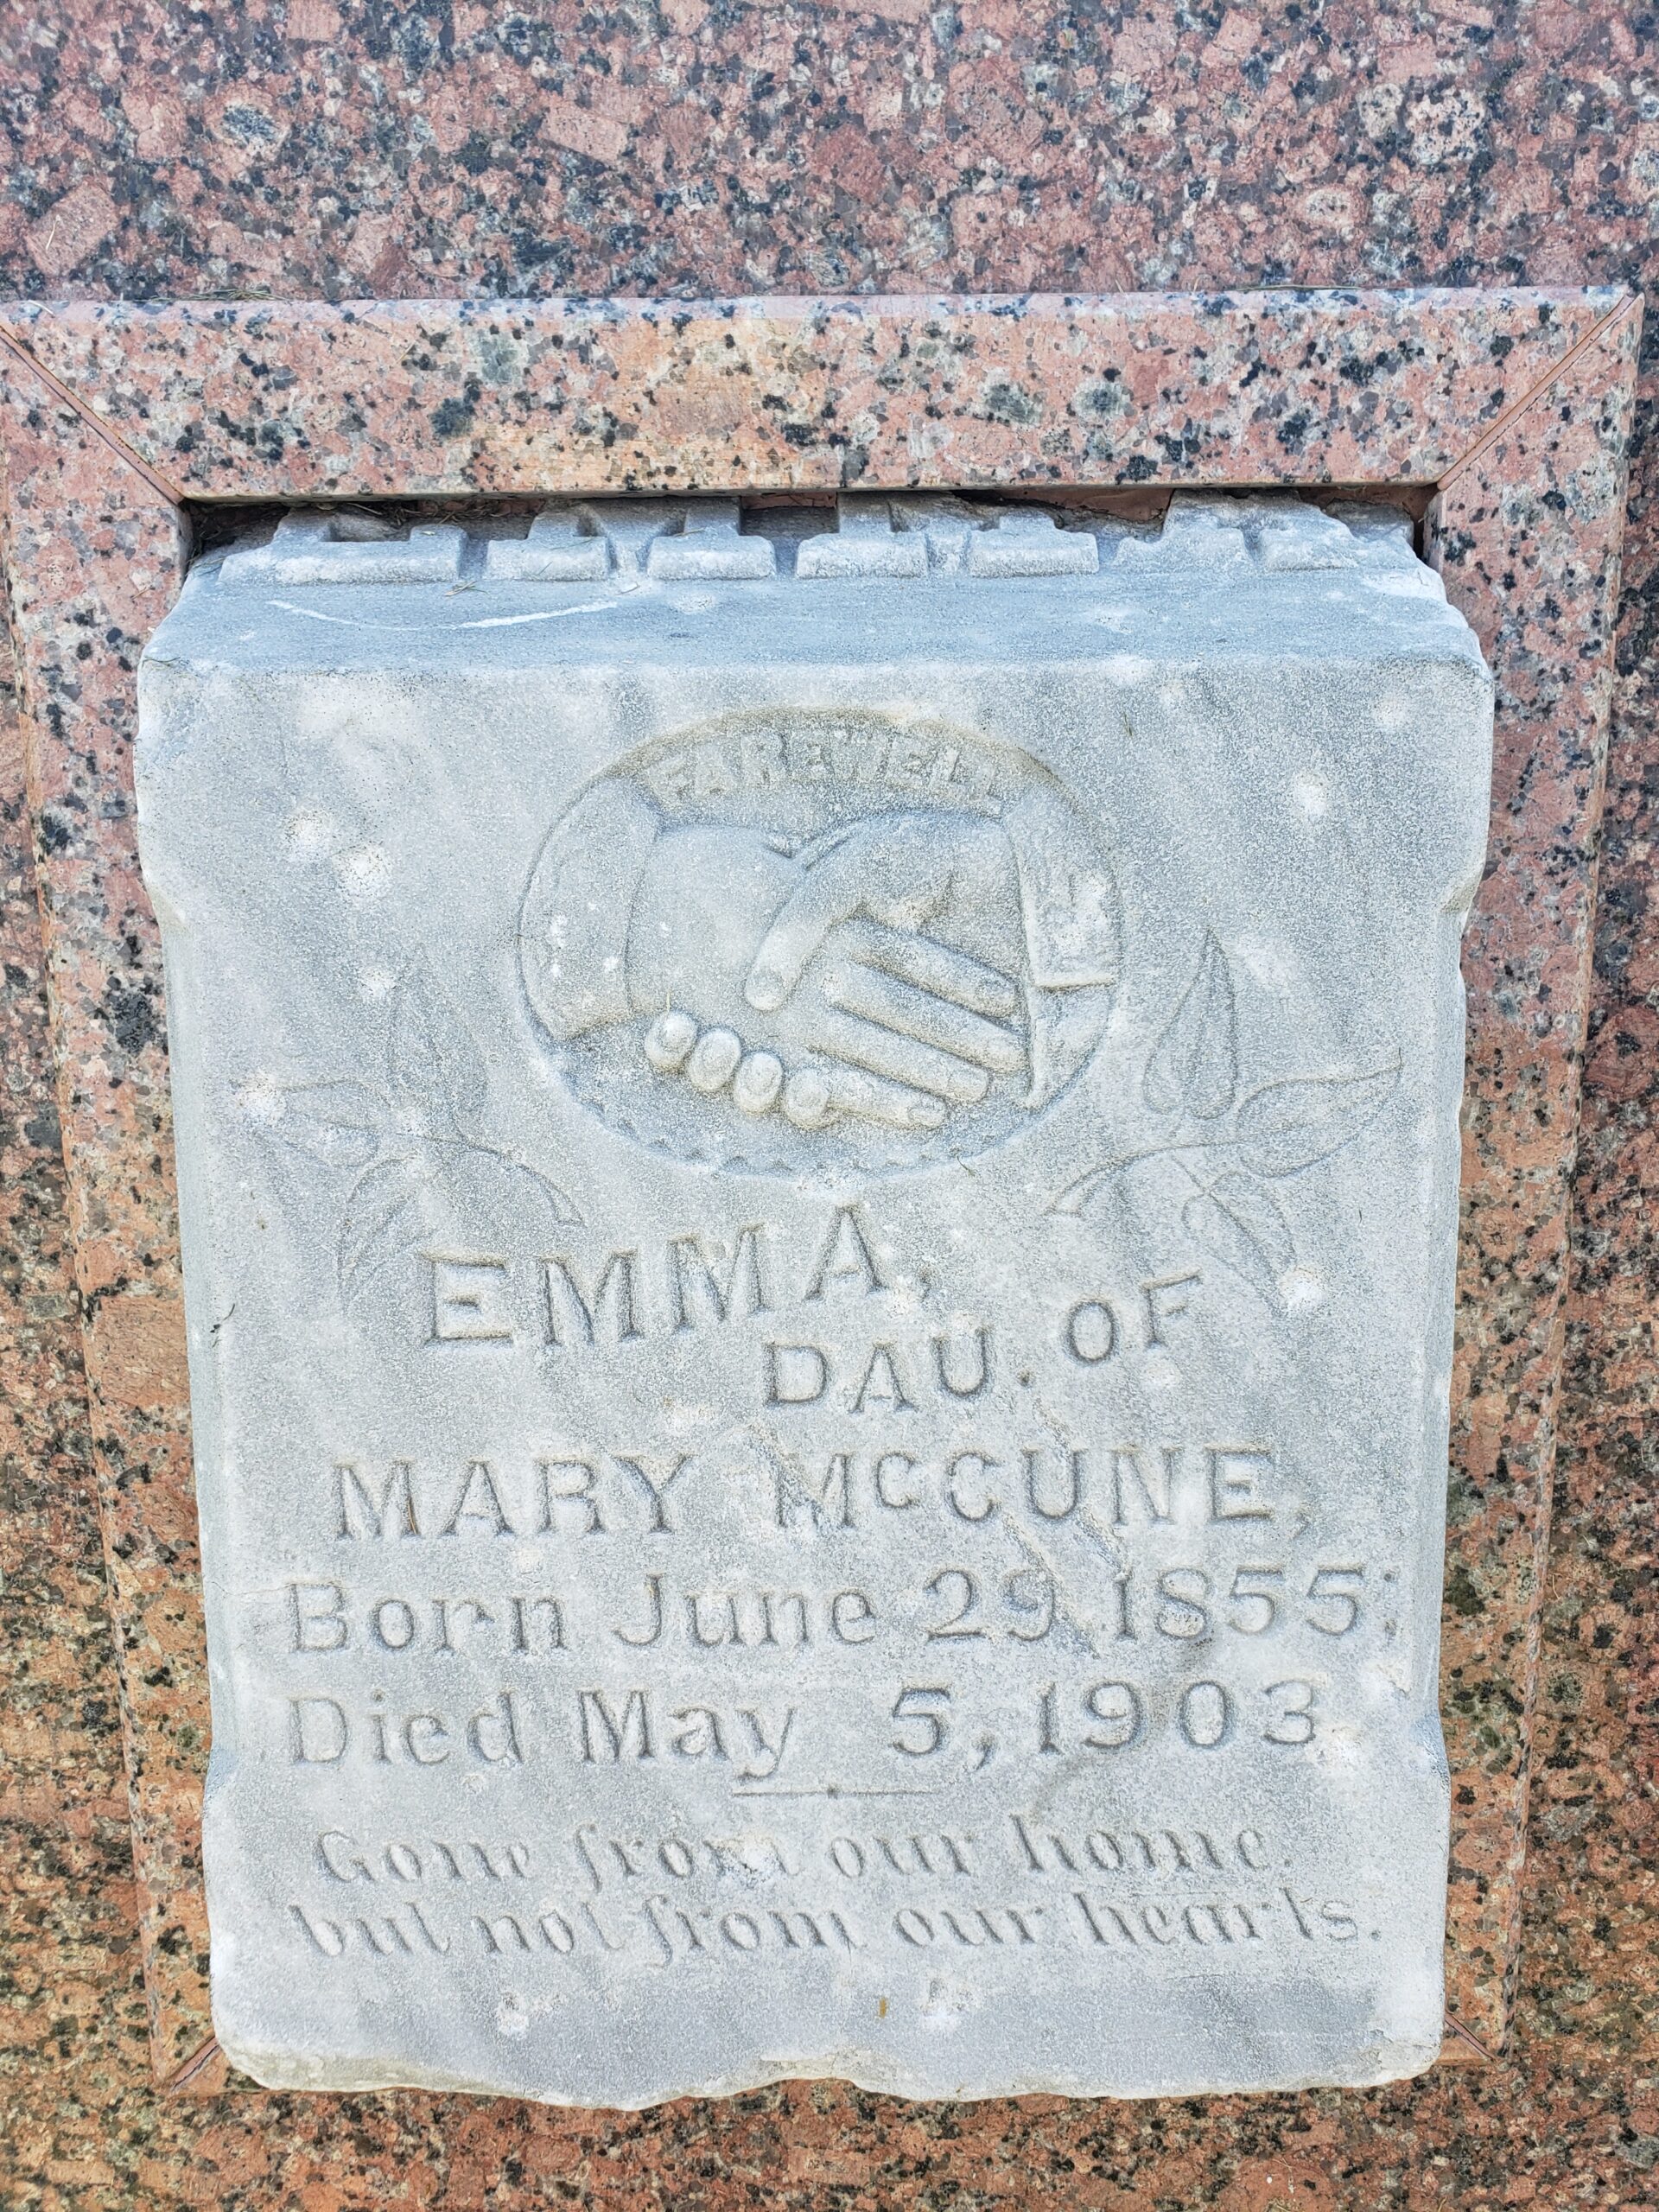 FAREWELL
EMMA,
DAU. OF
MARY McCUNE,
Born June 29, 1855;
Died May 5, 1903
Gone from our home,
but not from our hearts.